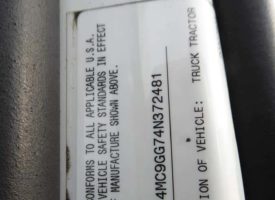 CONFORMS TO ALL APPLICABLE U.S.A.
VEHICLE SAFETY STANDARDS IN EFFECT
MANUFACTURE SHOWN ABOVE.
4MC9GG74N372481
ION OF VEHICLE: TRUCK TRACTOR